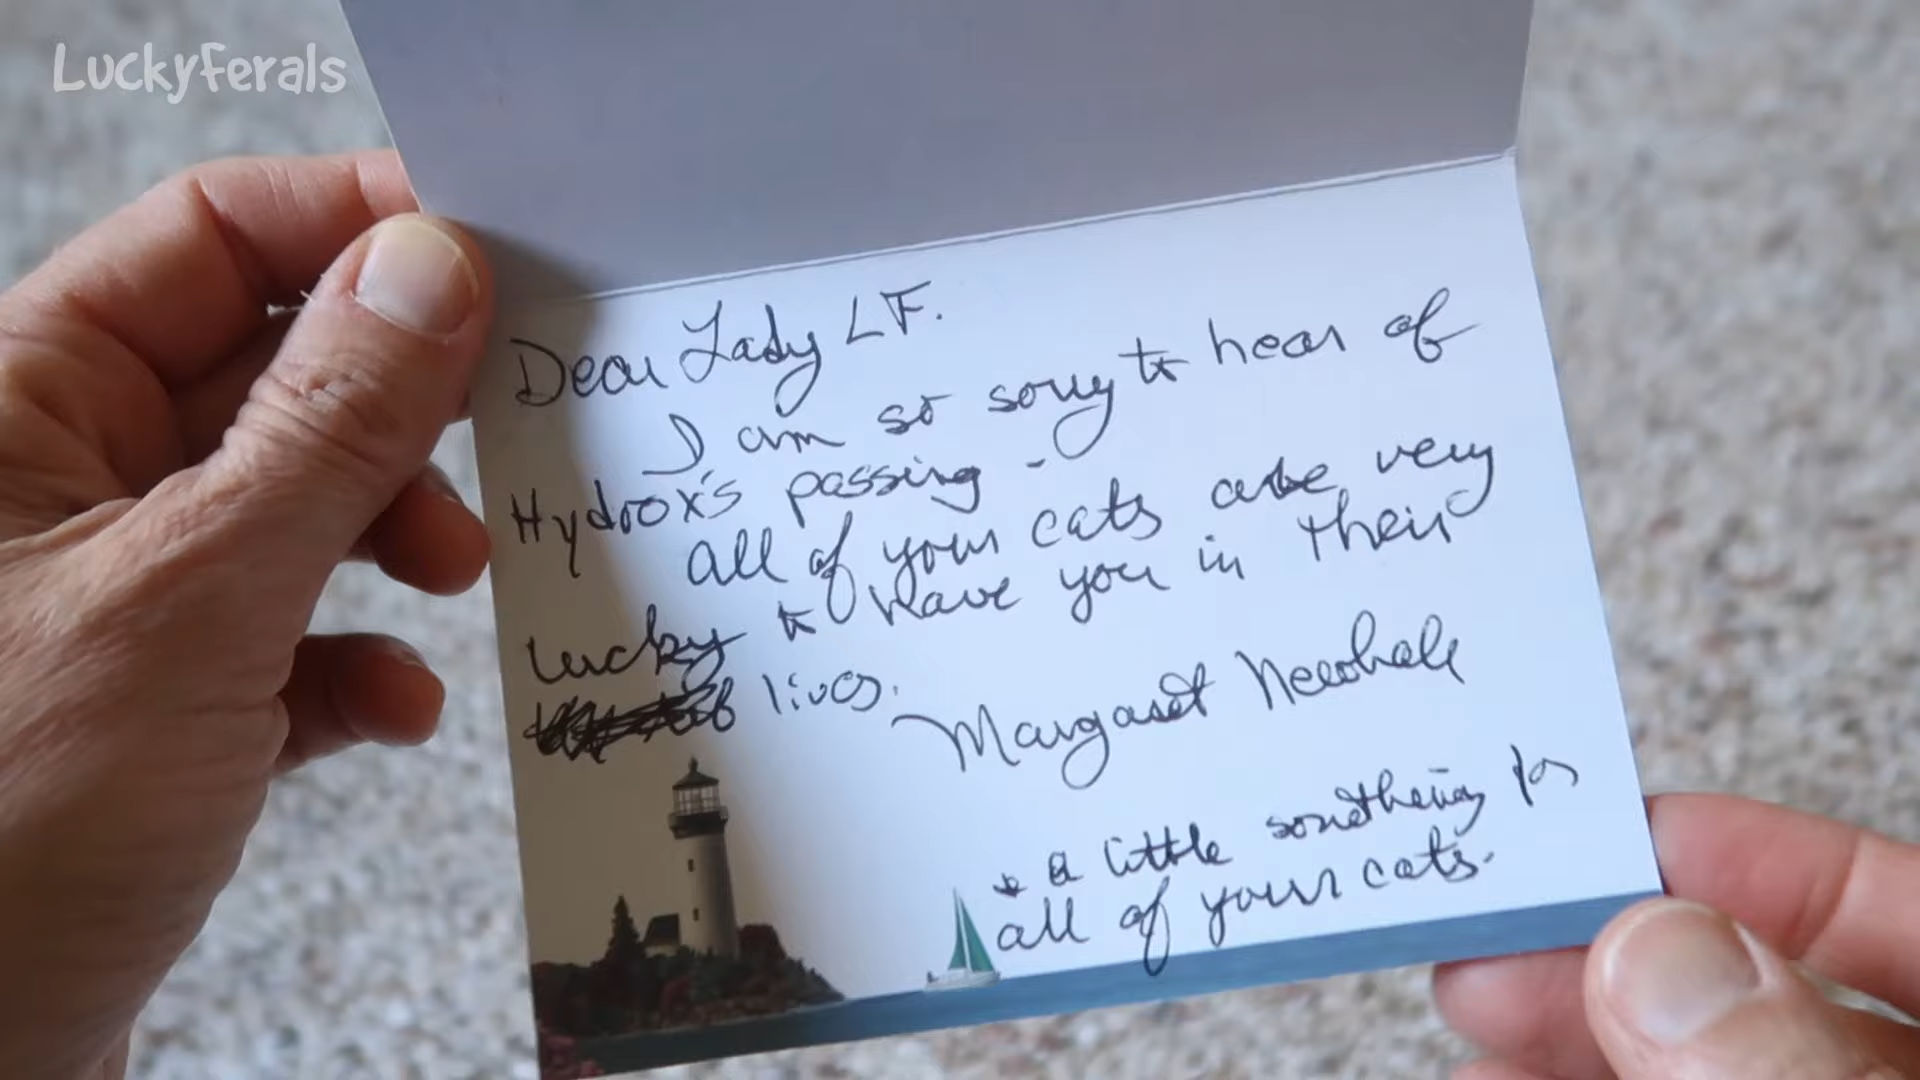 LuckyFerals
Dear Lady LF.
I am so sorry to hear of
Hydrox's passing -
All of your cats are very
lucky to have you in their
lives.
Margaret Newhall
* a little something for
all of your cats.